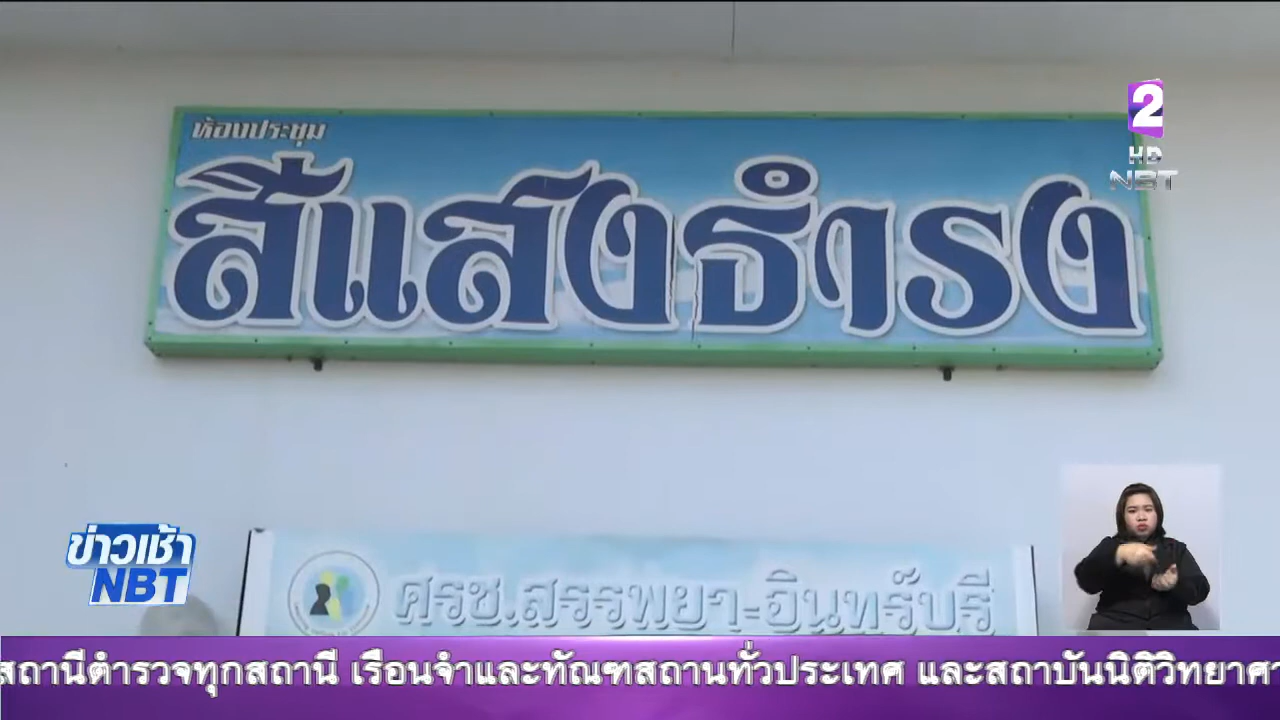 ห้องประชุม
สี่แสงธำรง
2
HD
NBT
ข่าวเช้า
NBT
ศรช.สรรพยา-อินทร์บุรี
สถานีตำรวจทุกสถานี เรือนจำและทัณฑสถานทั่วประเทศ และสถาบันนิติวิทยาศา